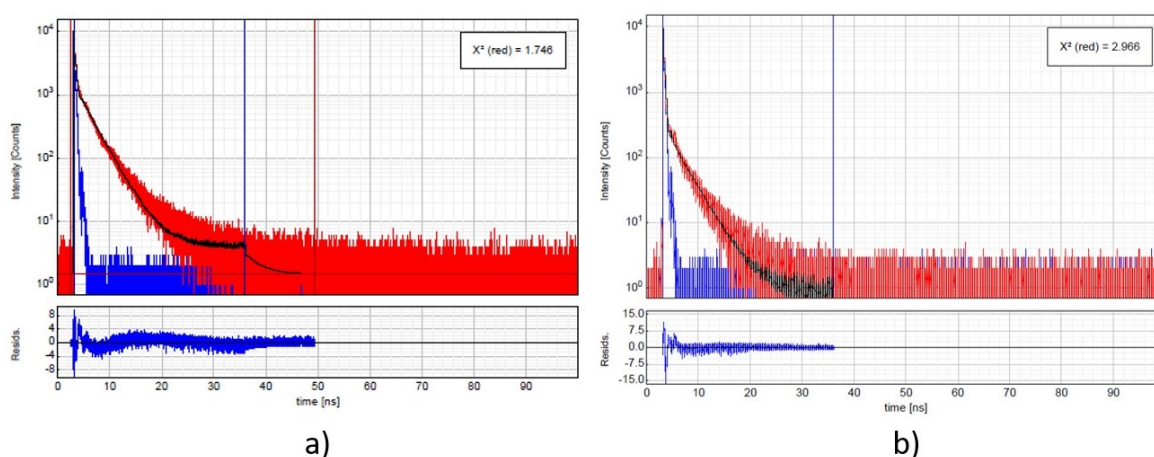 10⁴
10³
10²
10¹
10⁰
Intensity [Counts]
X² (red) = 1.746
8
4
0
-4
-8
Resids.
0 10 20 30 40 50 60 70 80 90
time [ns]
a)
10⁴
10³
10²
10¹
10⁰
Intensity [Counts]
X² (red) = 2.966
15.0
7.5
0.0
-7.5
-15.0
Resids.
0 10 20 30 40 50 60 70 80 90
time [ns]
b)